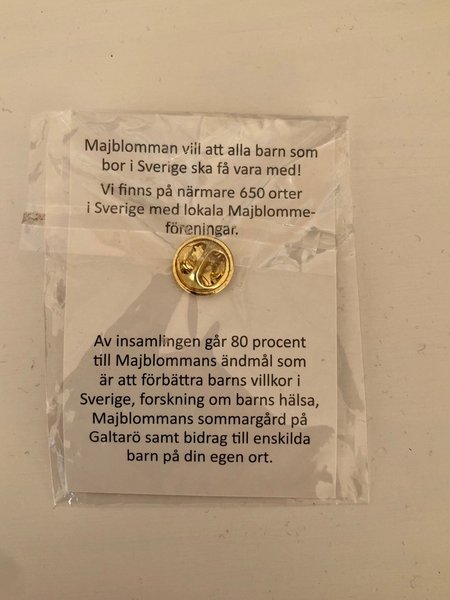 Majblomman vill att alla barn som
bor i Sverige ska få vara med!
Vi finns på närmare 650 orter
i Sverige med lokala Majblomme-
föreningar.
Av insamlingen går 80 procent
till Majblommans ändmål som
är att förbättra barns villkor i
Sverige, forskning om barns hälsa,
Majblommans sommargård på
Galtarö samt bidrag till enskilda
barn på din egen ort.